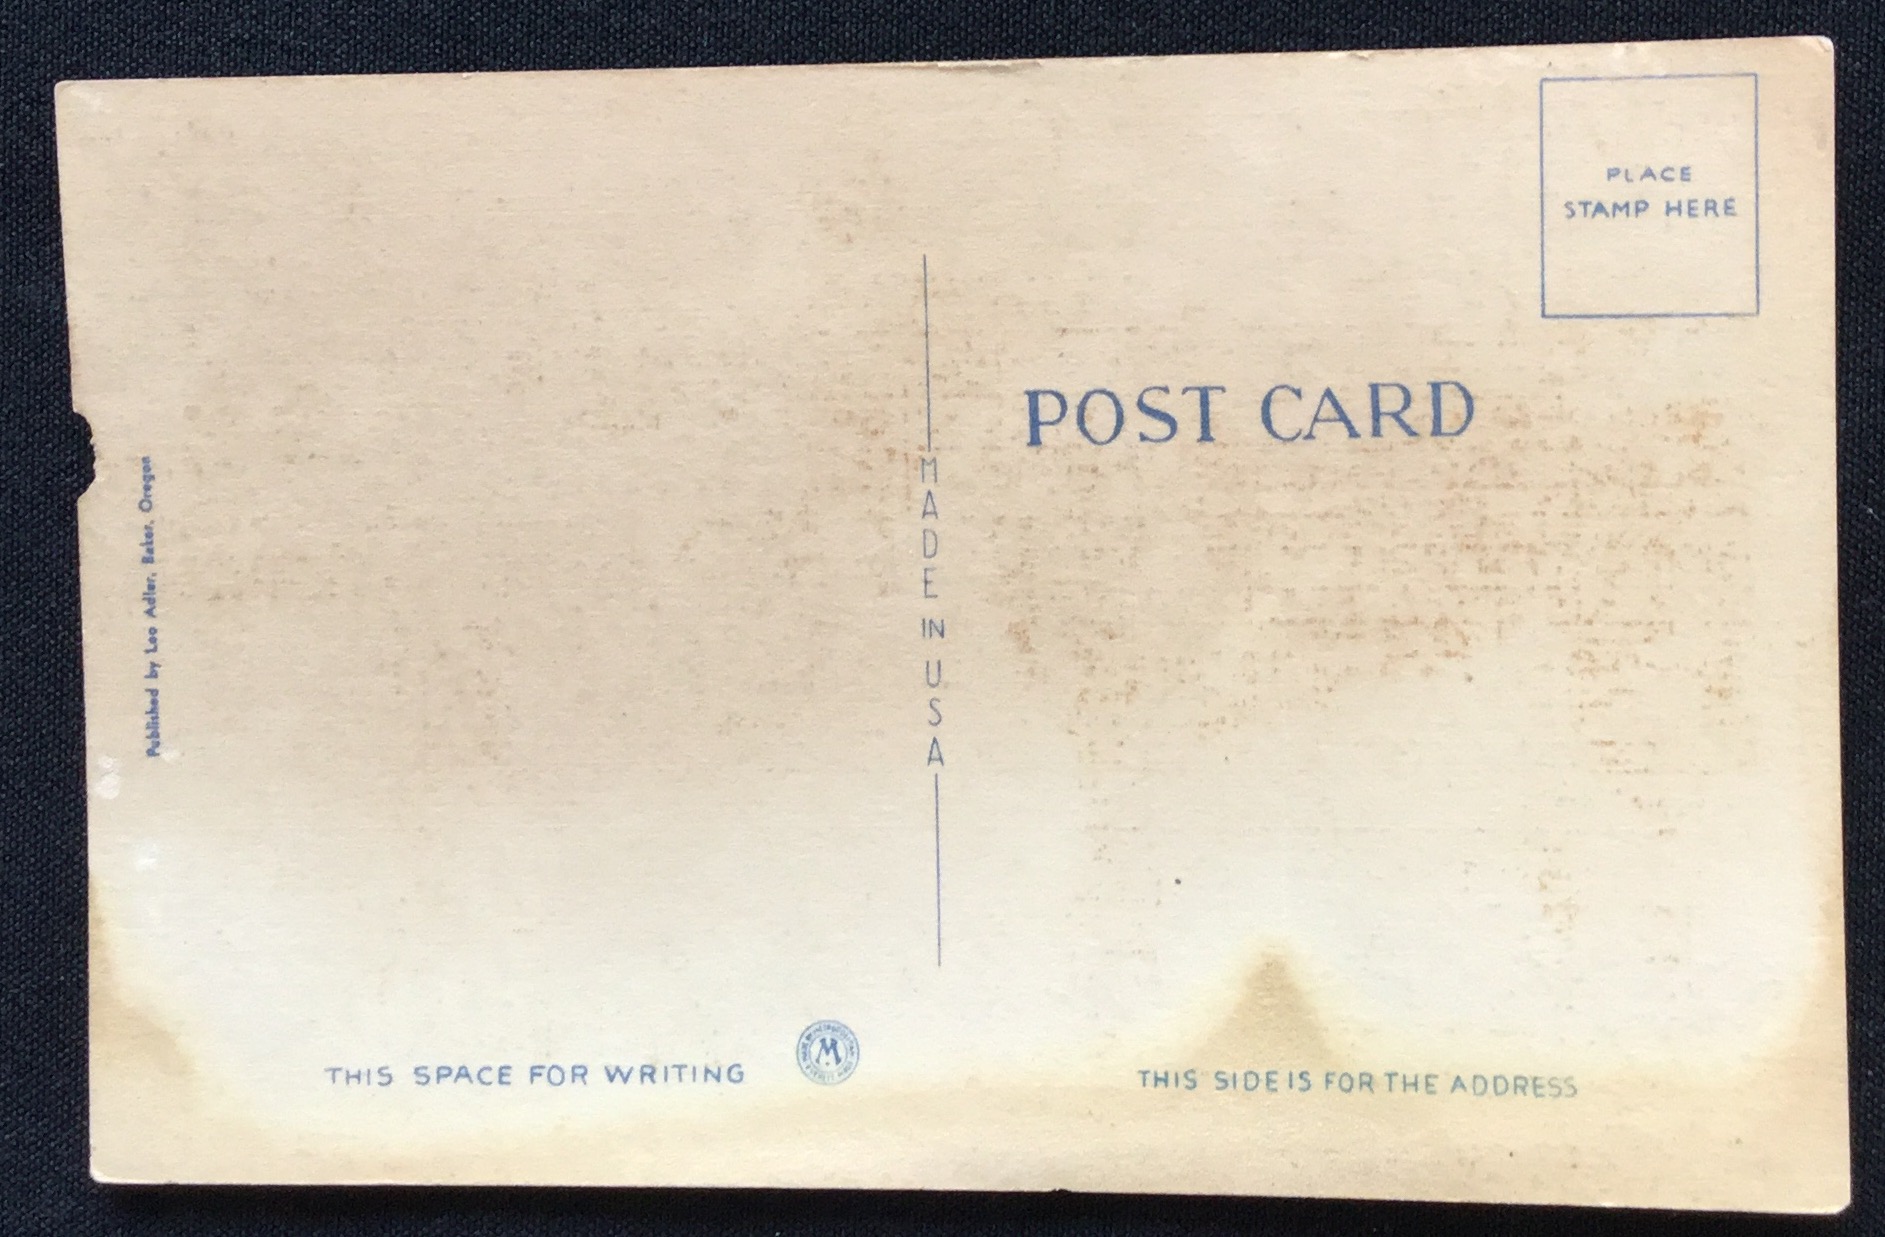 PLACE
STAMP HERE
POST CARD
Published by Leo Adler, Baker, Oregon
MADE IN USA
THIS SPACE FOR WRITING
M
THIS SIDE IS FOR THE ADDRESS